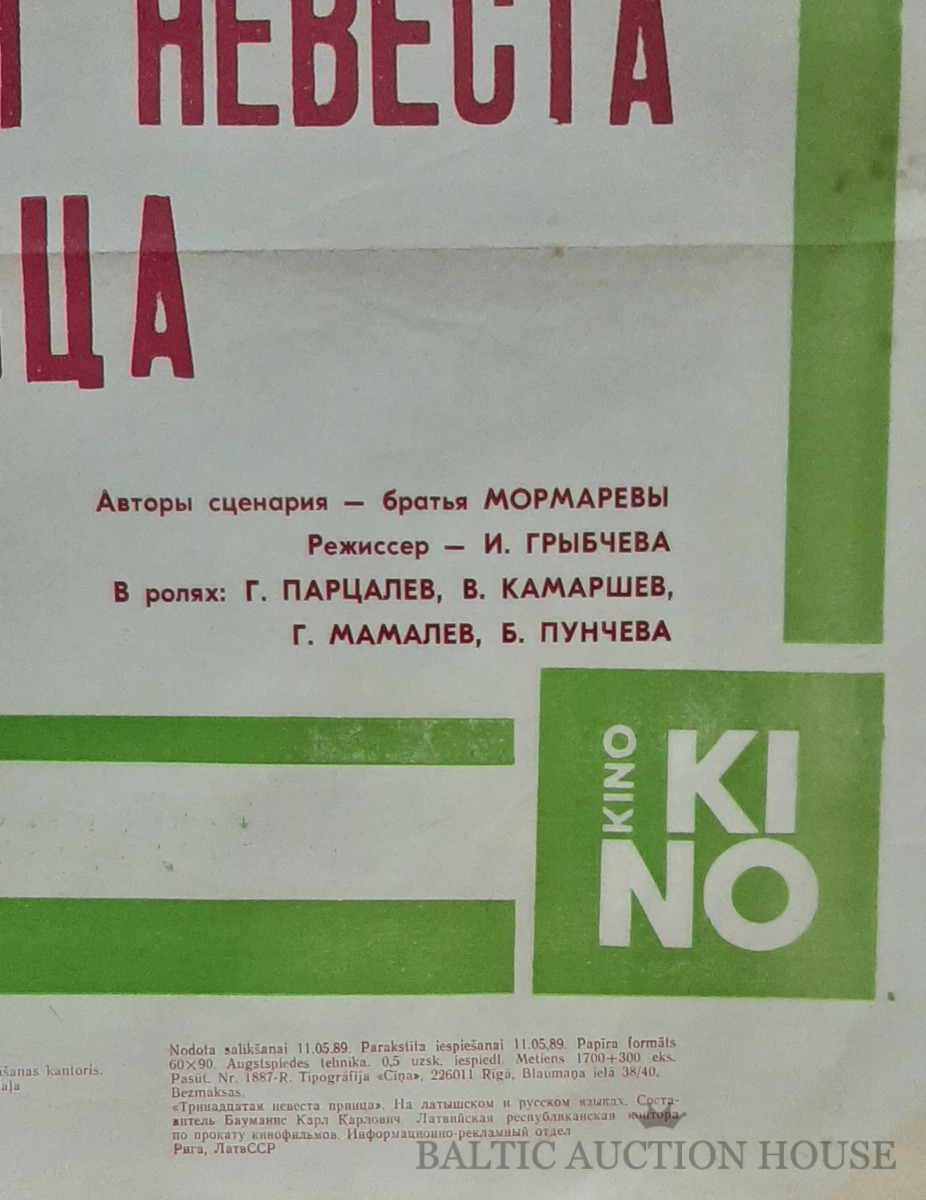 НЕВЕСТА
ЦА
Авторы сценария — братья МОРМАРЕВЫ
Режиссер — И. ГРЫБЧЕВА
В ролях: Г. ПАРЦАЛЕВ, В. КАМАРШЕВ,
Г. МАМАЛЕВ, Б. ПУНЧЕВА
KINO
KI
NO
šanas kantoris.
Nodota salikšanai 11.05.89. Parakstīta iespiešanai 11.05.89. Papīra formāts
60×90. Augstspiedes tehnika. 0,5 uzsk. iespiedl. Metiens 1700+300 eks.
Pasūt. Nr. 1887-R. Tipogrāfija «Cīņa», 226011 Rīgā, Blaumaņa ielā 38/40.
Bezmaksas.
«Тринадцатая невеста принца». На латышском и русском языках. Соста-
витель Бауманис Карл Карлович. Латвийская республиканская контора
по прокату кинофильмов. Информационно-рекламный отдел
Рига, ЛатвССР
BALTIC AUCTION HOUSE